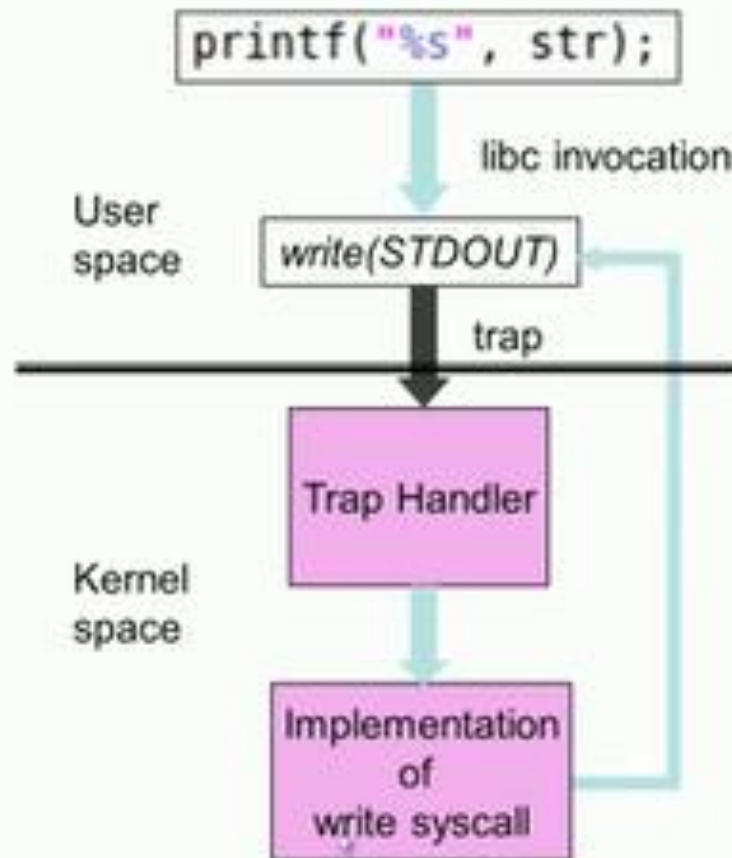 printf("%s", str);
libc invocation
User
space
write(STDOUT)
trap
Trap Handler
Kernel
space
Implementation
of
write syscall